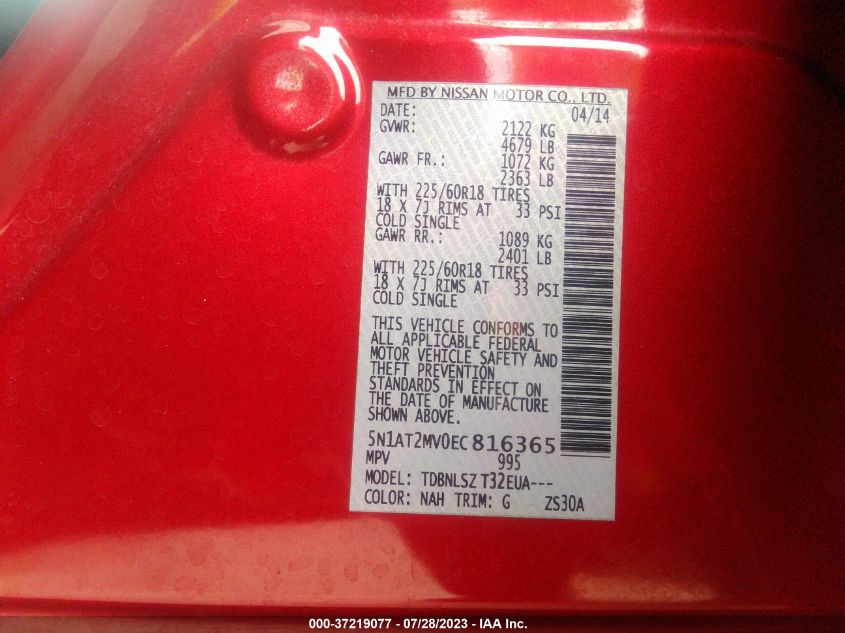 MFD BY NISSAN MOTOR CO., LTD.
DATE: 04/14
GVWR: 2122 KG
4679 LB
GAWR FR.: 1072 KG
2363 LB
WITH 225/60R18 TIRES
18 X 7J RIMS AT 33 PSI
COLD SINGLE
GAWR RR.: 1089 KG
2401 LB
WITH 225/60R18 TIRES
18 X 7J RIMS AT 33 PSI
COLD SINGLE
THIS VEHICLE CONFORMS TO
ALL APPLICABLE FEDERAL
MOTOR VEHICLE SAFETY AND
THEFT PREVENTION
STANDARDS IN EFFECT ON
THE DATE OF MANUFACTURE
SHOWN ABOVE.
5N1AT2MV0EC816365
MPV 995
MODEL: TDBNLSZ T32EUA---
COLOR: NAH TRIM: G ZS30A
000-37219077 - 07/28/2023 - IAA Inc.